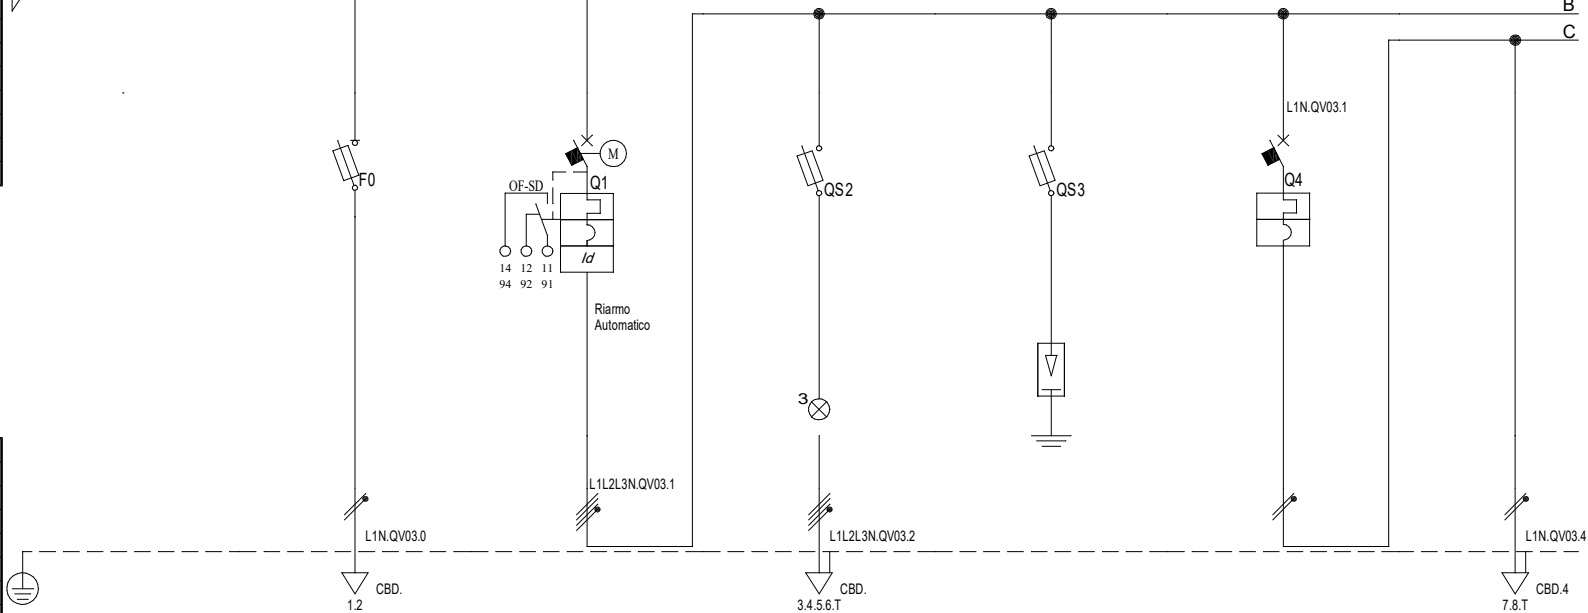 B
C
L1N.QV03.1
M
F0
OF-SD
Q1
QS2
QS3
Q4
Id
14 12 11
94 92 91
Riarmo
Automatico
3
L1L2L3N.QV03.1
L1N.QV03.0
L1L2L3N.QV03.2
L1N.QV03.4
CBD.
1.2
CBD.
3.4.5.6.T
CBD.4
7.8.T